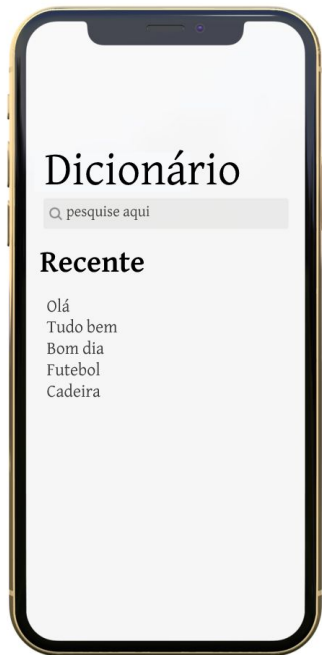 Dicionário
pesquise aqui
Recente
Olá
Tudo bem
Bom dia
Futebol
Cadeira